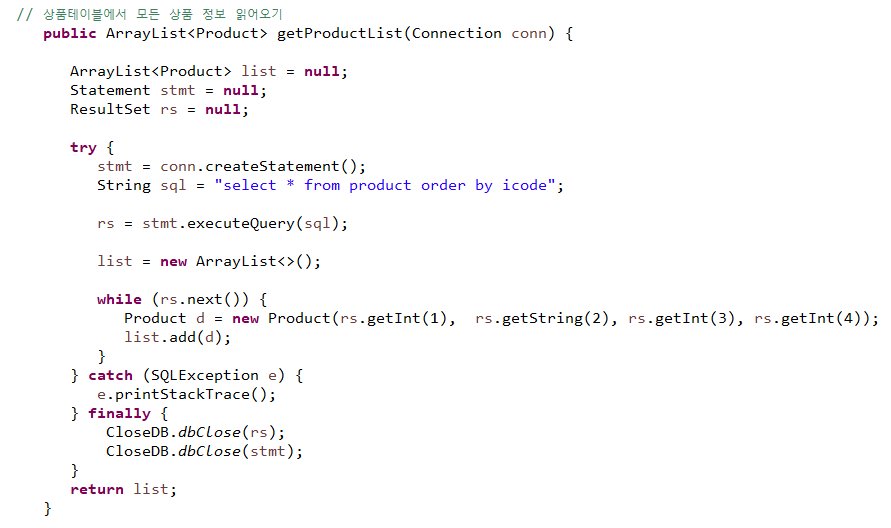 // 상품테이블에서 모든 상품 정보 읽어오기
public ArrayList<Product> getProductList(Connection conn) {
ArrayList<Product> list = null;
Statement stmt = null;
ResultSet rs = null;
try {
stmt = conn.createStatement();
String sql = "select * from product order by icode";
rs = stmt.executeQuery(sql);
list = new ArrayList<>();
while (rs.next()) {
Product d = new Product(rs.getInt(1),  rs.getString(2), rs.getInt(3), rs.getInt(4));
list.add(d);
}
} catch (SQLException e) {
e.printStackTrace();
} finally {
CloseDB.dbClose(rs);
CloseDB.dbClose(stmt);
}
return list;
}